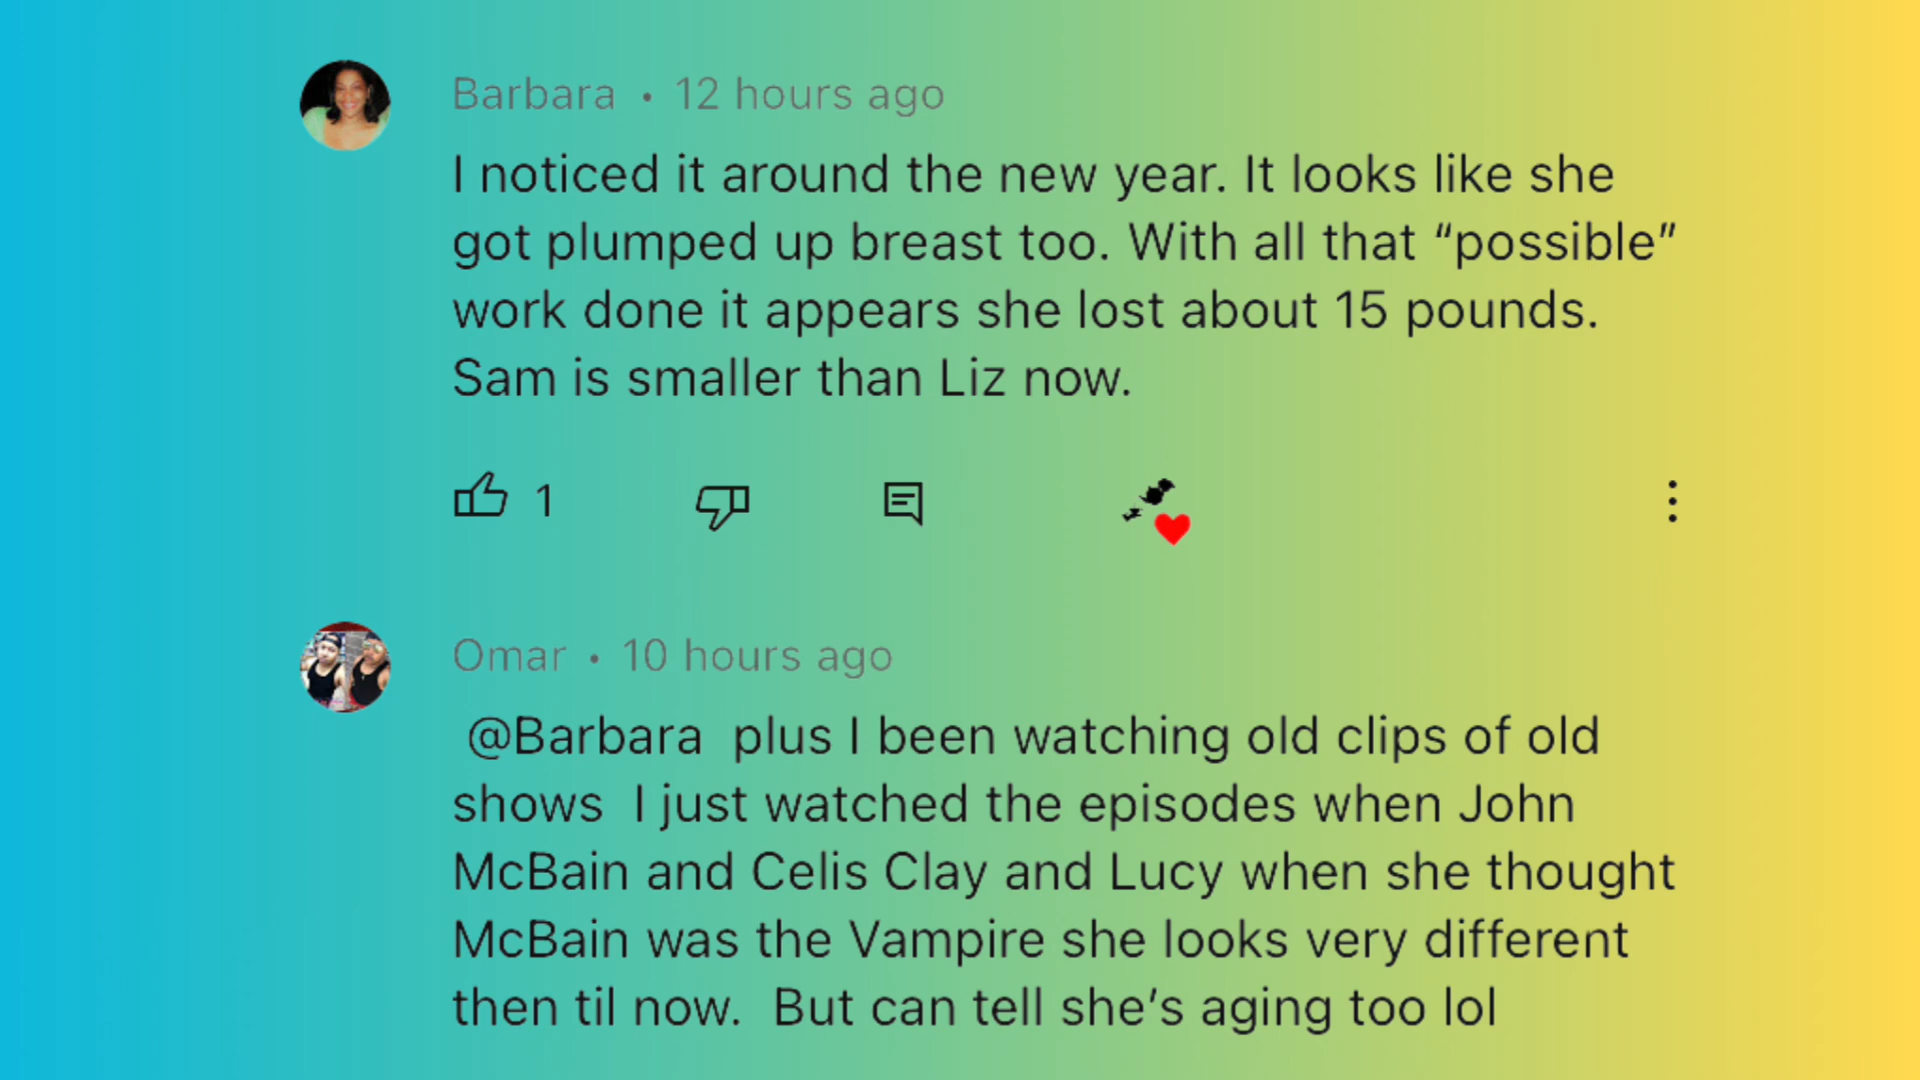 Barbara • 12 hours ago
I noticed it around the new year. It looks like she
got plumped up breast too. With all that “possible”
work done it appears she lost about 15 pounds.
Sam is smaller than Liz now.
1
Omar • 10 hours ago
@Barbara  plus I been watching old clips of old
shows  I just watched the episodes when John
McBain and Celis Clay and Lucy when she thought
McBain was the Vampire she looks very different
then til now.  But can tell she’s aging too lol